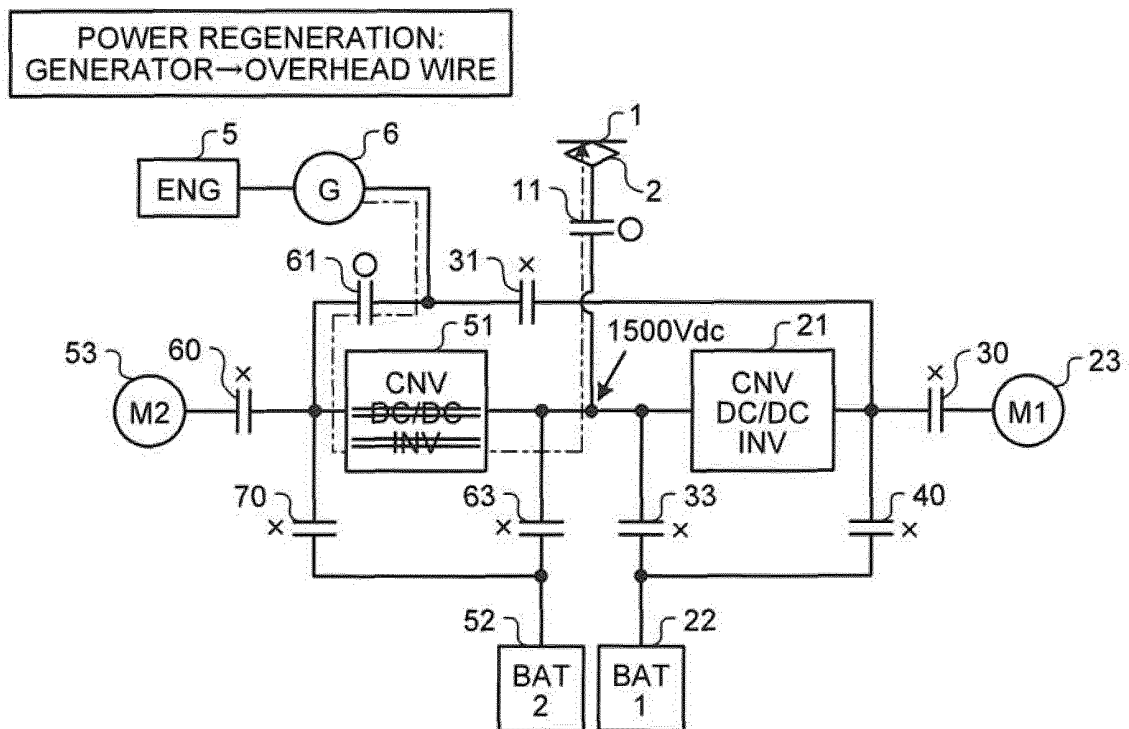 POWER REGENERATION:
GENERATOR→OVERHEAD WIRE
1
5
6
ENG
G
11
2
61
31
×
51
1500Vdc
21
53
60
×
30
×
23
M2
CNV
DC/DC
INV
CNV
DC/DC
INV
M1
70
×
63
×
33
×
40
×
52
22
BAT
2
BAT
1